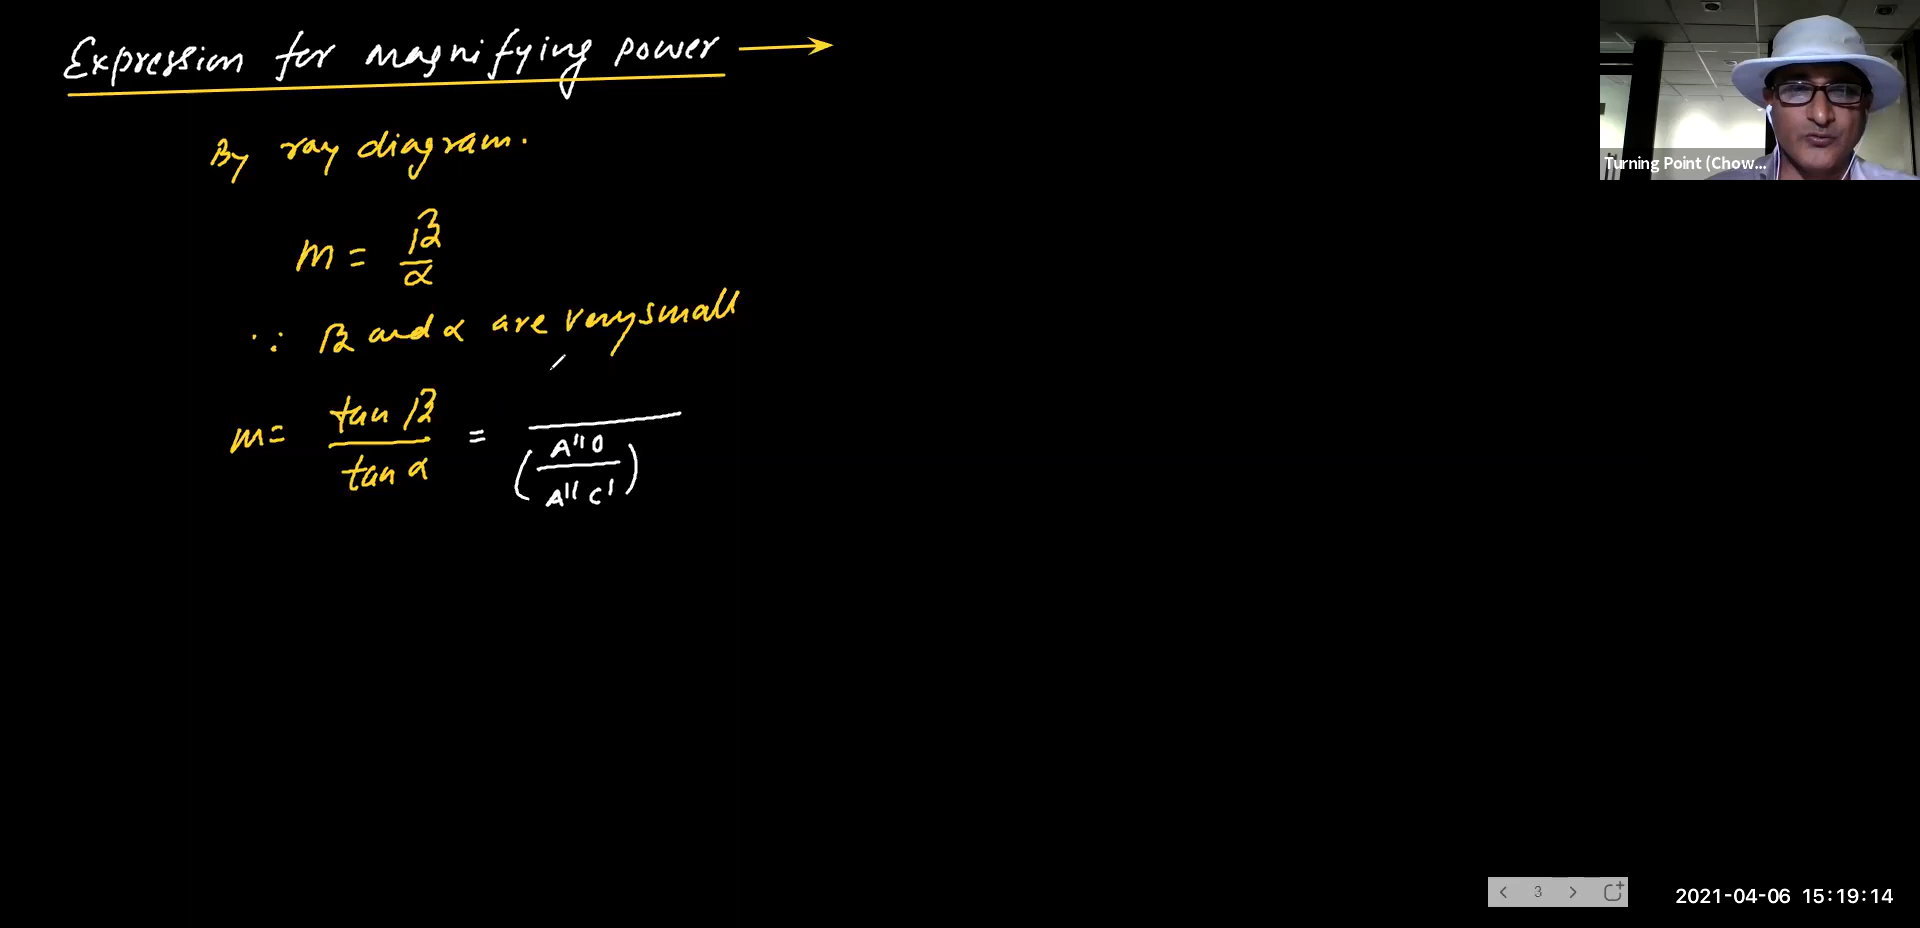 Expression for magnifying power →
By ray diagram.
m = β/α
∵ β and α are very small
m = tan β/tan α = /(A''O/A''C')
Turning Point (Chow...
3
2021-04-06 15:19:14